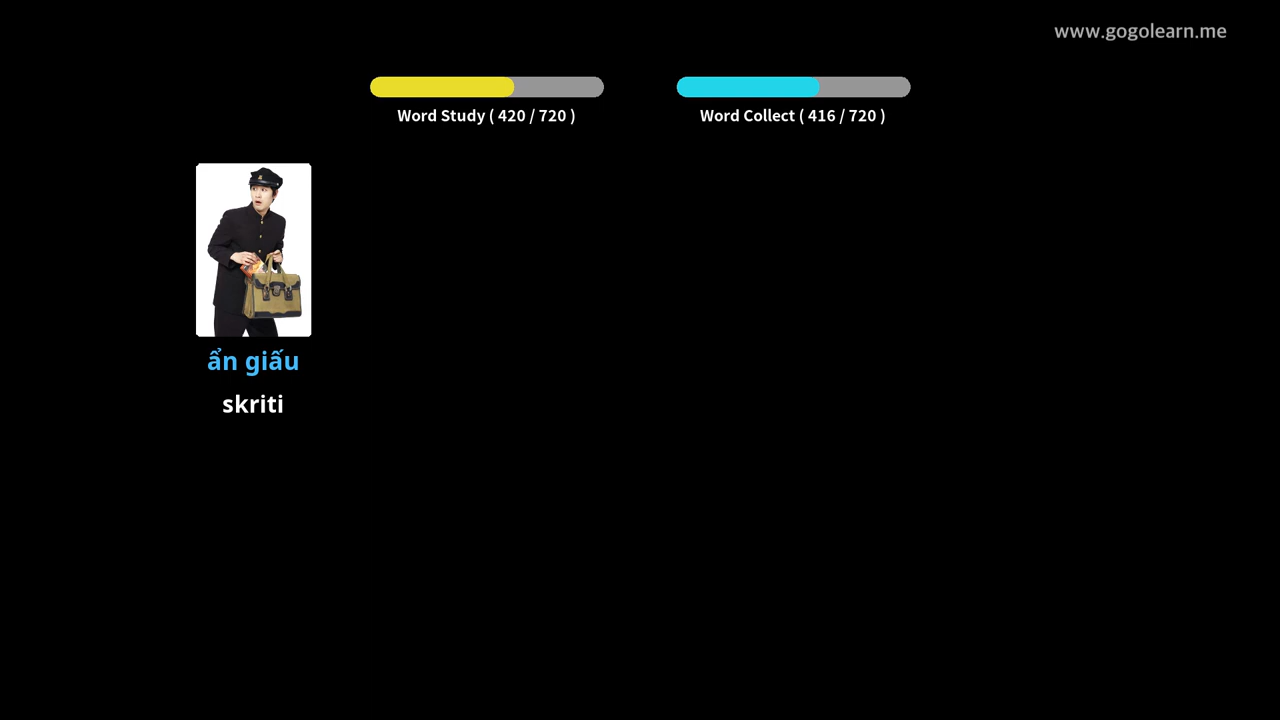 www.gogolearn.me
Word Study ( 420 / 720 )
Word Collect ( 416 / 720 )
ẩn giấu
skriti